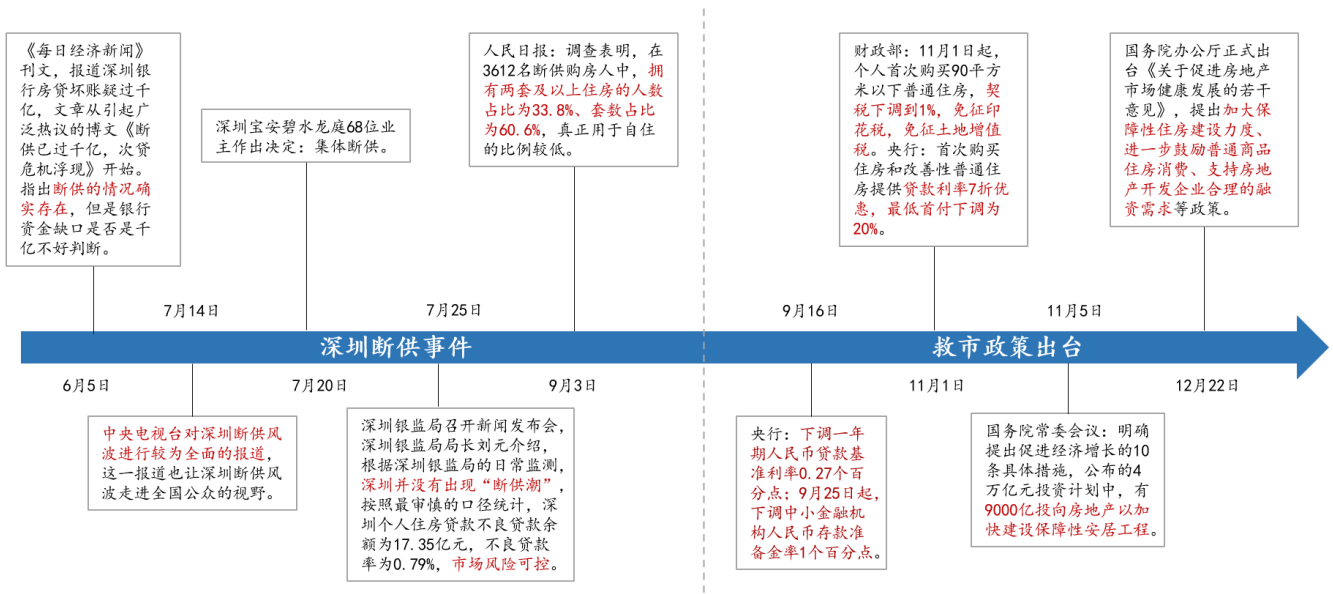 《每日经济新闻》
刊文，报道深圳银
行房贷坏账疑过千
亿，文章从引起广
泛热议的博文《断
供已过千亿，次贷
危机浮现》开始。
指出断供的情况确
实存在，但是银行
资金缺口是否是千
亿不好判断。
深圳宝安碧水龙庭68位业
主作出决定：集体断供。
人民日报：调查表明，在
3612名断供购房人中，拥
有两套及以上住房的人数
占比为33.8%、套数占比
为60.6%，真正用于自住
的比例较低。
财政部：11月1日起，
个人首次购买90平方
米以下普通住房，契
税下调到1%，免征印
花税，免征土地增值
税。央行：首次购买
住房和改善性普通住
房提供贷款利率7折优
惠，最低首付下调为
20%。
国务院办公厅正式出
台《关于促进房地产
市场健康发展的若干
意见》，提出加大保
障性住房建设力度、
进一步鼓励普通商品
住房消费、支持房地
产开发企业合理的融
资需求等政策。
7月14日
7月25日
9月16日
11月5日
深圳断供事件
救市政策出台
6月5日
7月20日
9月3日
11月1日
12月22日
中央电视台对深圳断供风
波进行较为全面的报道，
这一报道也让深圳断供风
波走进全国公众的视野。
深圳银监局召开新闻发布会，
深圳银监局局长刘元介绍，
根据深圳银监局的日常监测，
深圳并没有出现“断供潮”，
按照最审慎的口径统计，深
圳个人住房贷款不良贷款余
额为17.35亿元，不良贷款
率为0.79%，市场风险可控。
央行：下调一年
期人民币贷款基
准利率0.27个百
分点；9月25日起，
下调中小金融机
构人民币存款准
备金率1个百分点。
国务院常委会议：明确
提出促进经济增长的10
条具体措施，公布的4
万亿元投资计划中，有
9000亿投向房地产以加
快建设保障性安居工程。